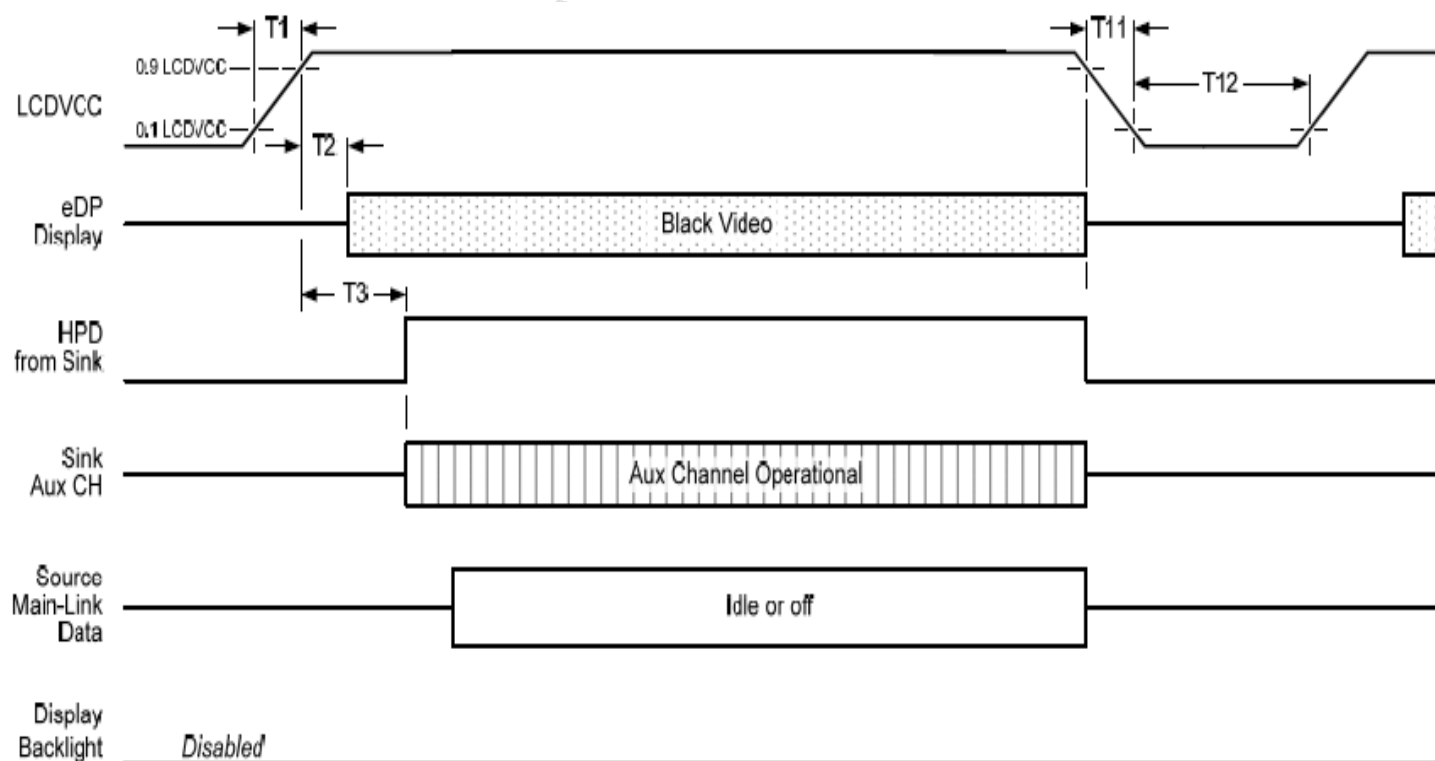 T1
T11
0.9 LCDVCC
T12
LCDVCC
0.1 LCDVCC
T2
eDP
Display
Black Video
T3
HPD
from Sink
Sink
Aux CH
Aux Channel Operational
Source
Main-Link
Data
Idle or off
Display
Backlight
Disabled